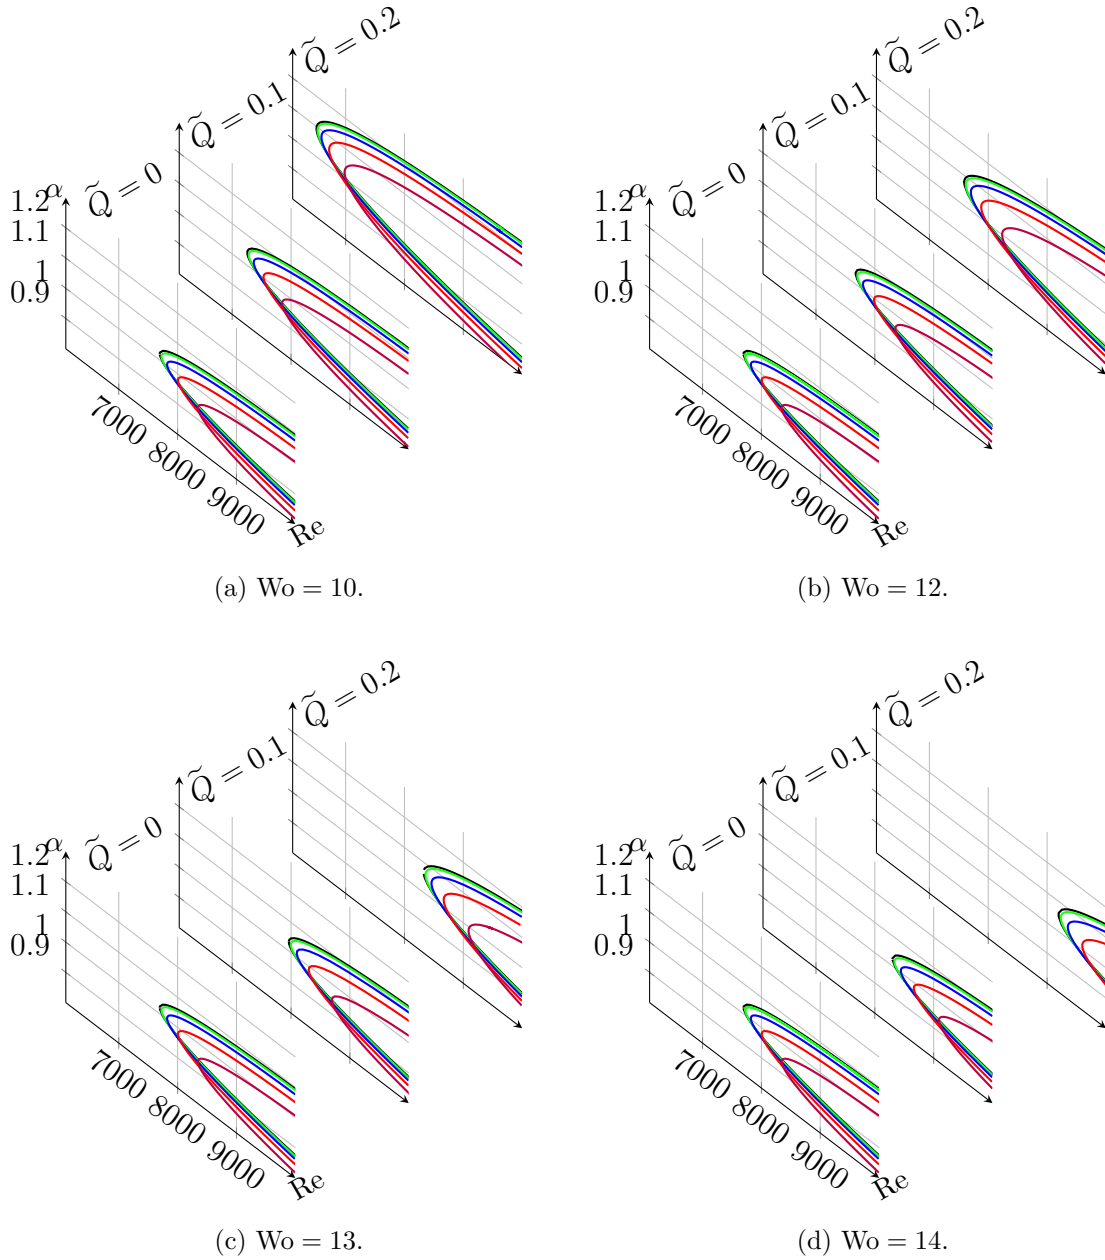 Q̃ = 0.2
Q̃ = 0.1
Q̃ = 0
α
1.2
1.1
1
0.9
7000
8000
9000
Re
(a) Wo = 10.
Q̃ = 0.2
Q̃ = 0.1
Q̃ = 0
α
1.2
1.1
1
0.9
7000
8000
9000
Re
(b) Wo = 12.
Q̃ = 0.2
Q̃ = 0.1
Q̃ = 0
α
1.2
1.1
1
0.9
7000
8000
9000
Re
(c) Wo = 13.
Q̃ = 0.2
Q̃ = 0.1
Q̃ = 0
α
1.2
1.1
1
0.9
7000
8000
9000
Re
(d) Wo = 14.